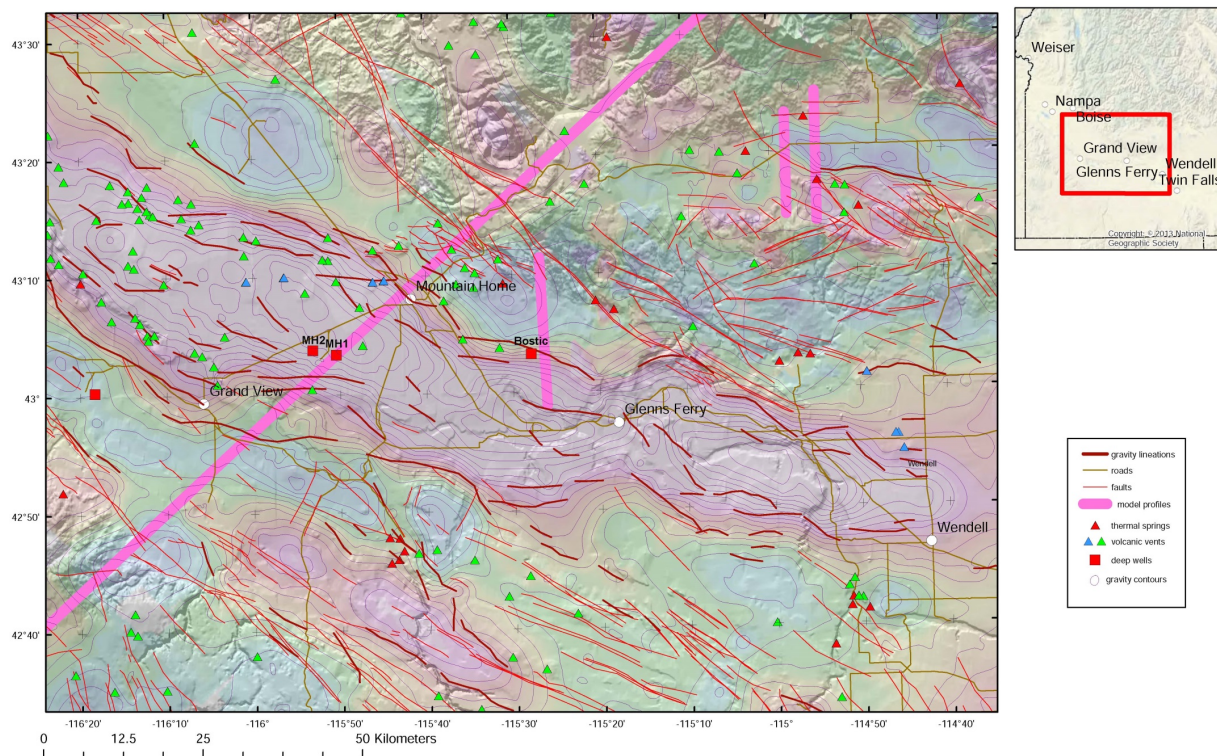 43°30'
43°20'
43°10'
43°
42°50'
42°40'
Mountain Home
MH2
MH1
Bostic
Grand View
Glenns Ferry
Wendell
Wendell
-116°20'
-116°10'
-116°
-115°50'
-115°40'
-115°30'
-115°20'
-115°10'
-115°
-114°50'
-114°40'
0 12.5 25 50 Kilometers
Weiser
Nampa
Boise
Grand View
Wendell
Glenns Ferry
Twin Falls
Copyright: © 2013 National
Geographic Society
gravity lineations
roads
faults
model profiles
thermal springs
volcanic vents
deep wells
gravity contours